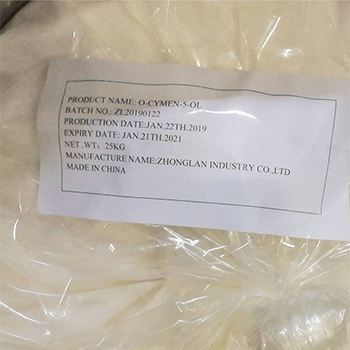 PRODUCT NAME: O-CYMEN-5-OL
BATCH NO.: ZL20190122
PRODUCTION DATE:JAN.22TH.2019
EXPIRY DATE: JAN.21TH.2021
NET .WT: 25KG
MANUFACTURE NAME:ZHONGLAN INDUSTRY CO.,LTD
MADE IN CHINA